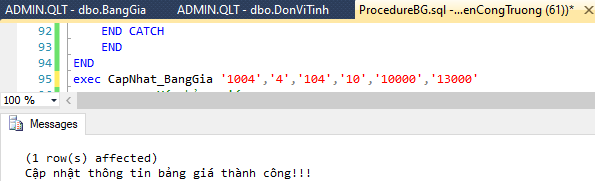 ADMIN.QLT - dbo.BangGia ADMIN.QLT - dbo.DonViTinh ProcedureBG.sql -...enCongTruong (61))*
92 END CATCH
93 END
94 END
95 exec CapNhat_BangGia '1004','4','104','10','10000','13000'
100 %
Messages
(1 row(s) affected)
Cập nhật thông tin bảng giá thành công!!!